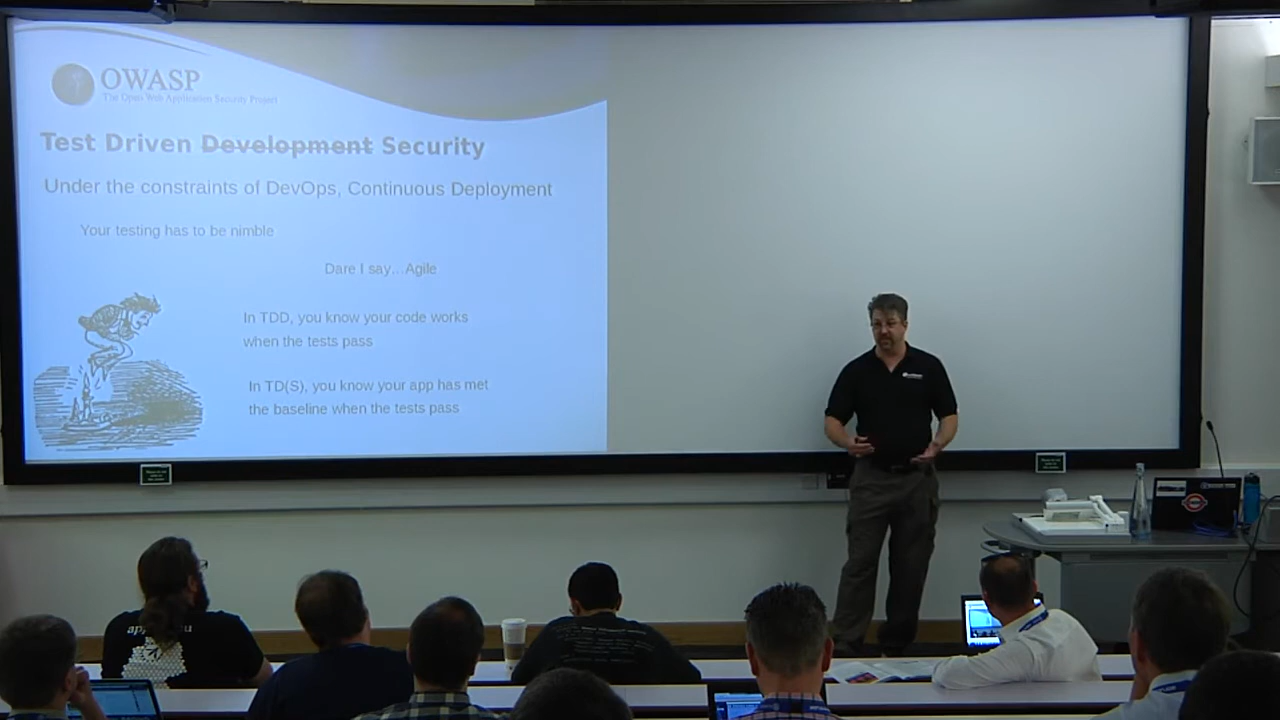 OWASP
The Open Web Application Security Project
Test Driven Development Security
Under the constraints of DevOps, Continuous Deployment
Your testing has to be nimble
Dare I say…Agile
In TDD, you know your code works
when the tests pass
In TD(S), you know your app has met
the baseline when the tests pass